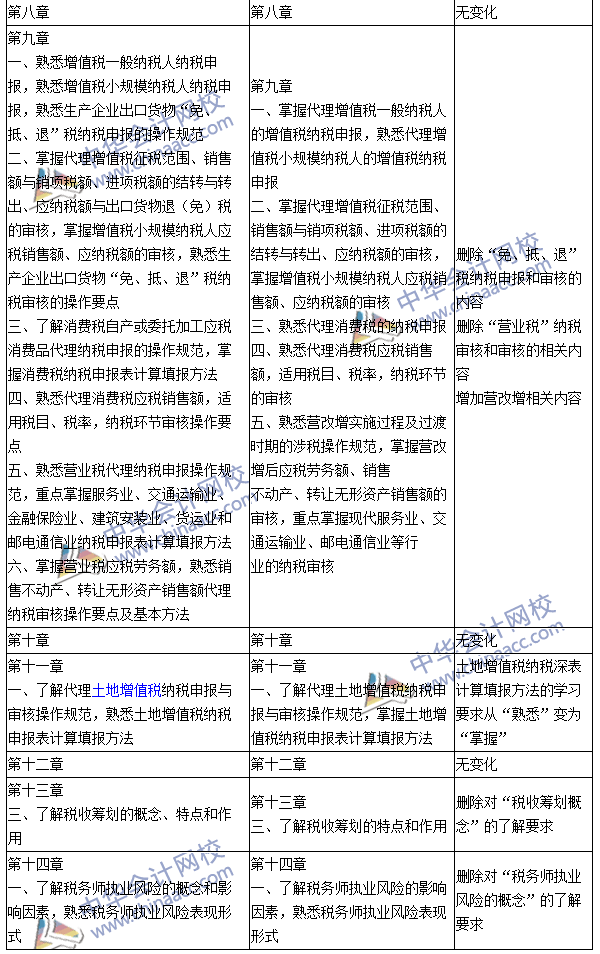 第八章
第八章
无变化
第九章
一、熟悉增值税一般纳税人纳税申
报，熟悉增值税小规模纳税人纳税申
报，熟悉生产企业出口货物“免、
抵、退”税纳税申报的操作规范
二、掌握代理增值税征税范围、销售
额与销项税额、进项税额的结转与转
出、应纳税额与出口货物退（免）税
的审核，掌握增值税小规模纳税人应
税销售额、应纳税额的审核，熟悉生
产企业出口货物“免、抵、退”税纳
税审核的操作要点
三、了解消费税自产或委托加工应税
消费品代理纳税申报的操作规范，掌
握消费税纳税申报表计算填报方法
四、熟悉代理消费税应税销售额，适
用税目、税率，纳税环节审核操作要
点
五、熟悉营业税代理纳税申报操作规
范，重点掌握服务业、交通运输业、
金融保险业、建筑安装业、货运业和
邮电通信业纳税申报表计算填报方法
六、掌握营业税应税劳务额，熟悉销
售不动产、转让无形资产销售额代理
纳税审核操作要点及基本方法
第九章
一、掌握代理增值税一般纳税人
的增值税纳税申报，熟悉代理增
值税小规模纳税人的增值税纳税
申报
二、掌握代理增值税征税范围、
销售额与销项税额、进项税额的
结转与转出、应纳税额的审核，
掌握增值税小规模纳税人应税销
售额、应纳税额的审核
三、熟悉代理消费税的纳税申报
四、熟悉代理消费税应税销售
额，适用税目、税率，纳税环节
的审核
五、熟悉营改增实施过程及过渡
时期的涉税操作规范，掌握营改
增后应税劳务额、销售
不动产、转让无形资产销售额的
审核，重点掌握现代服务业、交
通运输业、邮电通信业等行
业的纳税审核
删除“免、抵、退”
税纳税申报和审核的
内容
删除“营业税”纳税
审核和审核的相关内
容
增加营改增相关内容
第十章
第十章
无变化
第十一章
一、了解代理土地增值税纳税申报与
审核操作规范，熟悉土地增值税纳税
申报表计算填报方法
第十一章
一、了解代理土地增值税纳税申
报与审核操作规范，掌握土地增
值税纳税申报表计算填报方法
土地增值税纳税深表
计算填报方法的学习
要求从“熟悉”变为
“掌握”
第十二章
第十二章
无变化
第十三章
三、了解税收筹划的概念、特点和作
用
第十三章
三、了解税收筹划的特点和作用
删除对“税收筹划概
念”的了解要求
第十四章
一、了解税务师执业风险的概念和影
响因素，熟悉税务师执业风险表现形
式
第十四章
一、了解税务师执业风险的影响
因素，熟悉税务师执业风险表现
形式
删除对“税务师执业
风险的概念”的了解
要求
中华会计网校
www.chinaacc.com
中华会计网校
www.chinaacc.com
中华会计网校
www.chinaacc.com
中华会计网校
www.chinaacc.com
中华会计网校
www.chinaacc.com